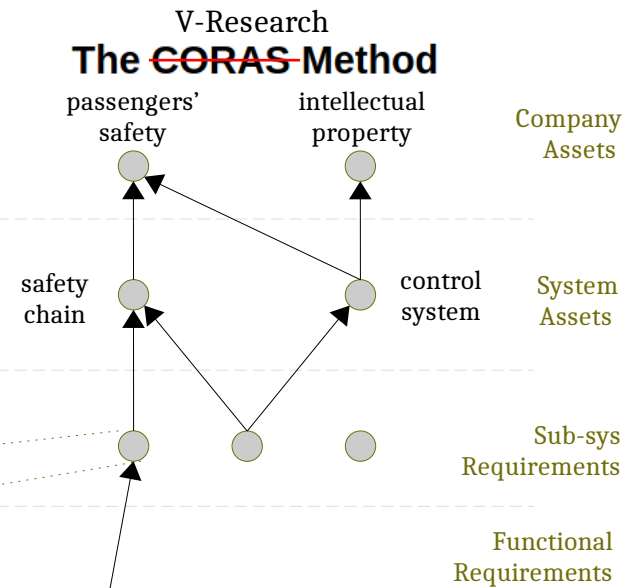 V-Research
The CORAS Method
passengers’
safety
intellectual
property
Company
Assets
safety
chain
control
system
System
Assets
Sub-sys
Requirements
Functional
Requirements